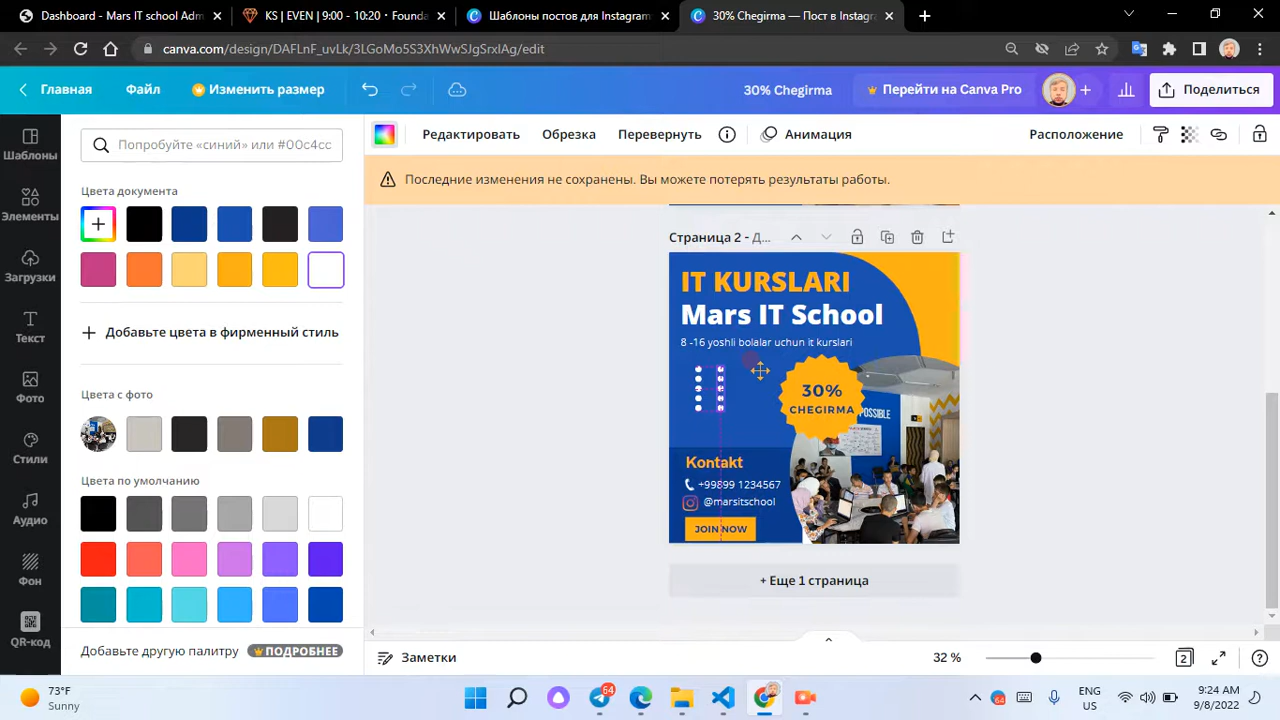 Dashboard - Mars IT school Adm
KS | EVEN | 9:00 - 10:20 • Founda
Шаблоны постов для Instagram
30% Chegirma — Пост в Instagr
canva.com/design/DAFLnF_uvLk/3LGoMo5S3XhWwSJgSrxlAg/edit
Главная
Файл
Изменить размер
30% Chegirma
Перейти на Canva Pro
Поделиться
Шаблоны
Элементы
Загрузки
Текст
Фото
Стили
Аудио
Фон
QR-код
Попробуйте «синий» или #00c4cc
Цвета документа
Добавьте цвета в фирменный стиль
Цвета с фото
Цвета по умолчанию
Добавьте другую палитру
ПОДРОБНЕЕ
Редактировать
Обрезка
Перевернуть
Анимация
Расположение
Последние изменения не сохранены. Вы можете потерять результаты работы.
Страница 2 - Д...
IT KURSLARI
Mars IT School
8 -16 yoshli bolalar uchun it kurslari
30%
CHEGIRMA
POSSIBLE
Kontakt
+99899 1234567
@marsitschool
JOIN NOW
+ Еще 1 страница
Заметки
32 %
2
73°F
Sunny
64
64
ENG
US
9:24 AM
9/8/2022